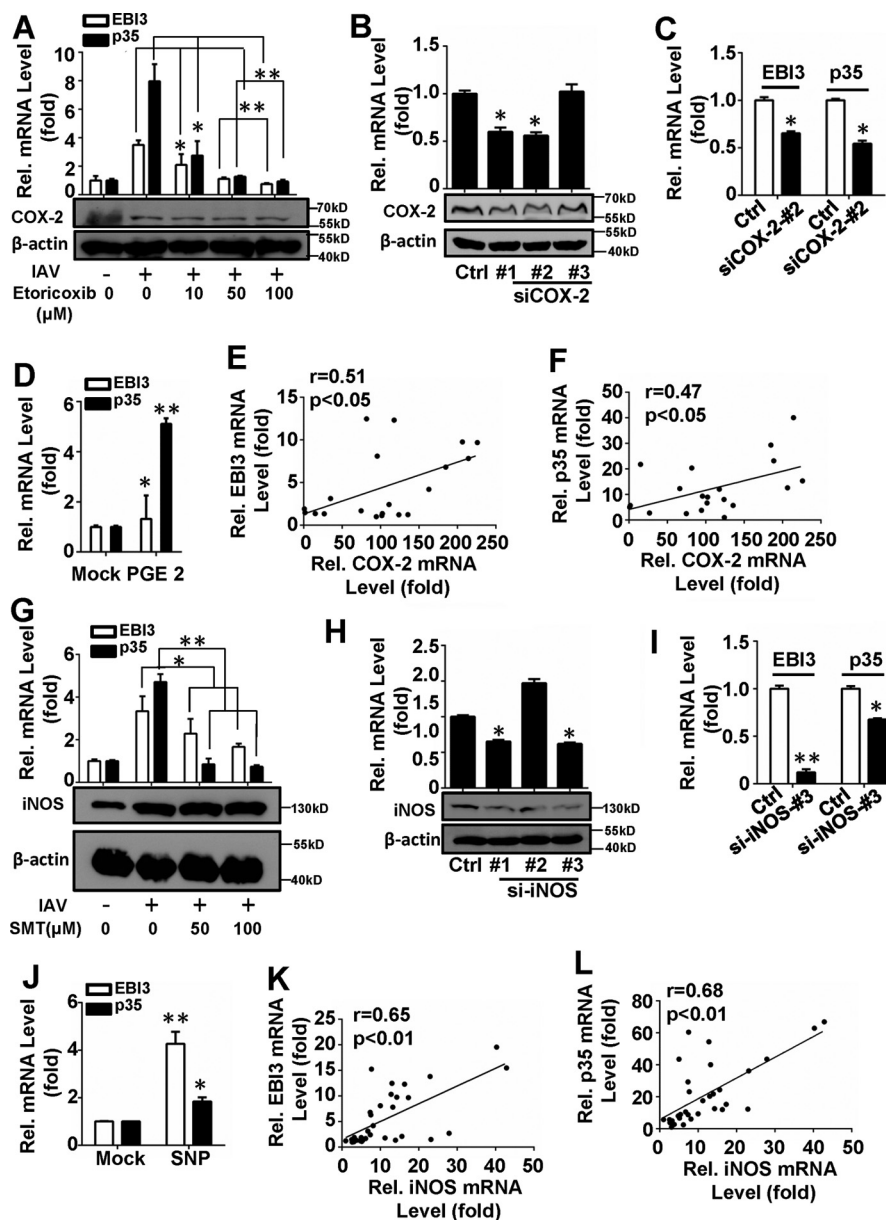 A
EBI3
p35
Rel. mRNA Level
(fold)
10
8
6
4
2
0
* * ** **
COX-2
β-actin
70kD
55kD
55kD
40kD
IAV - + + + +
Etoricoxib 0 0 10 50 100
(μM)
B
Rel. mRNA Level
(fold)
1.5
1.0
0.5
0.0
* *
COX-2
β-actin
70kD
55kD
55kD
40kD
Ctrl #1 #2 #3
siCOX-2
C
Rel. mRNA Level
(fold)
EBI3 p35
1.5
1.0
0.5
0
* *
Ctrl
siCOX-2-#2
Ctrl
siCOX-2-#2
D
EBI3
p35
Rel. mRNA Level
(fold)
6
4
2
0
* **
Mock PGE 2
E
r=0.51
p<0.05
Rel. EBI3 mRNA
Level (fold)
15
10
5
0
0 50 100 150 200 250
Rel. COX-2 mRNA
Level (fold)
F
r=0.47
p<0.05
Rel. p35 mRNA
Level (fold)
50
40
30
20
10
0
0 50 100 150 200 250
Rel. COX-2 mRNA
Level (fold)
G
EBI3
p35
Rel. mRNA Level
(fold)
6
4
2
0
**
*
iNOS
β-actin
130kD
55kD
40kD
IAV - + + +
SMT(μM) 0 0 50 100
H
Rel. mRNA Level
(fold)
2.5
2.0
1.5
1.0
0.5
0
* *
iNOS
β-actin
130kD
55kD
40kD
Ctrl #1 #2 #3
si-iNOS
I
Rel. mRNA Level
(fold)
EBI3 p35
1.5
1.0
0.5
0
** *
Ctrl
si-iNOS-#3
Ctrl
si-iNOS-#3
J
EBI3
p35
Rel. mRNA Level
(fold)
6
4
2
0
** *
Mock SNP
K
r=0.65
p<0.01
Rel. EBI3 mRNA
Level (fold)
25
20
15
10
5
0
0 10 20 30 40 50
Rel. iNOS mRNA
Level (fold)
L
r=0.68
p<0.01
Rel. p35 mRNA
Level (fold)
80
60
40
20
0
0 10 20 30 40 50
Rel. iNOS mRNA
Level (fold)